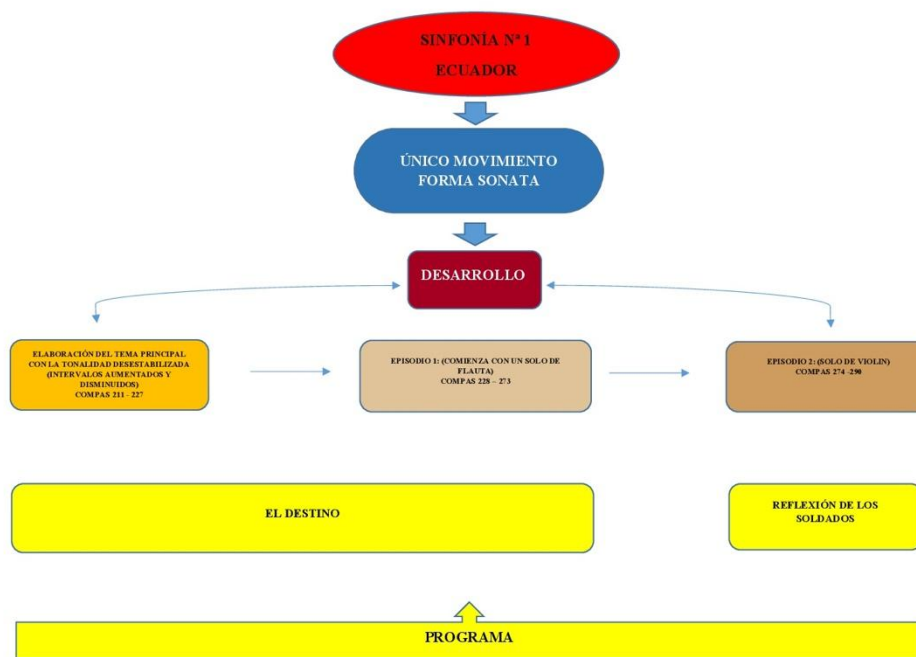 SINFONÍA Nª 1
ECUADOR
ÚNICO MOVIMIENTO
FORMA SONATA
DESARROLLO
ELABORACIÓN DEL TEMA PRINCIPAL
CON LA TONALIDAD DESESTABILIZADA
(INTERVALOS AUMENTADOS Y
DISMINUIDOS)
COMPAS 211 - 227
EPISODIO 1: (COMIENZA CON UN SOLO DE
FLAUTA)
COMPAS 228 – 273
EPISODIO 2: (SOLO DE VIOLIN)
COMPAS 274 -290
EL DESTINO
REFLEXIÓN DE LOS
SOLDADOS
PROGRAMA